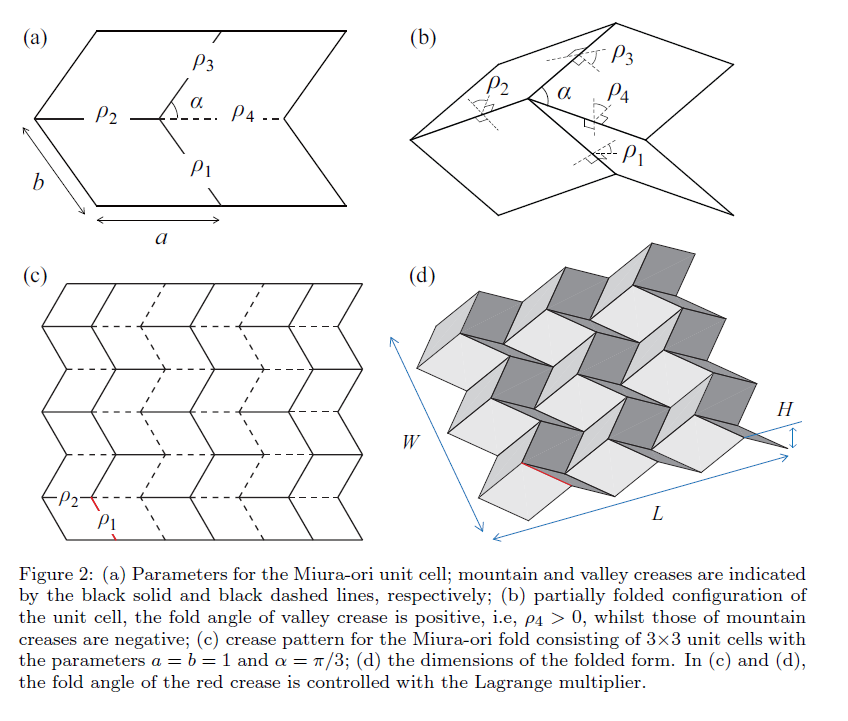 (a)
ρ3
α
ρ2
ρ4
ρ1
b
a
(b)
ρ3
ρ2
α
ρ4
ρ1
(c)
ρ2
ρ1
(d)
H
W
L
Figure 2: (a) Parameters for the Miura-ori unit cell; mountain and valley creases are indicated
by the black solid and black dashed lines, respectively; (b) partially folded configuration of
the unit cell, the fold angle of valley crease is positive, i.e, ρ4 > 0, whilst those of mountain
creases are negative; (c) crease pattern for the Miura-ori fold consisting of 3×3 unit cells with
the parameters a = b = 1 and α = π/3; (d) the dimensions of the folded form. In (c) and (d),
the fold angle of the red crease is controlled with the Lagrange multiplier.